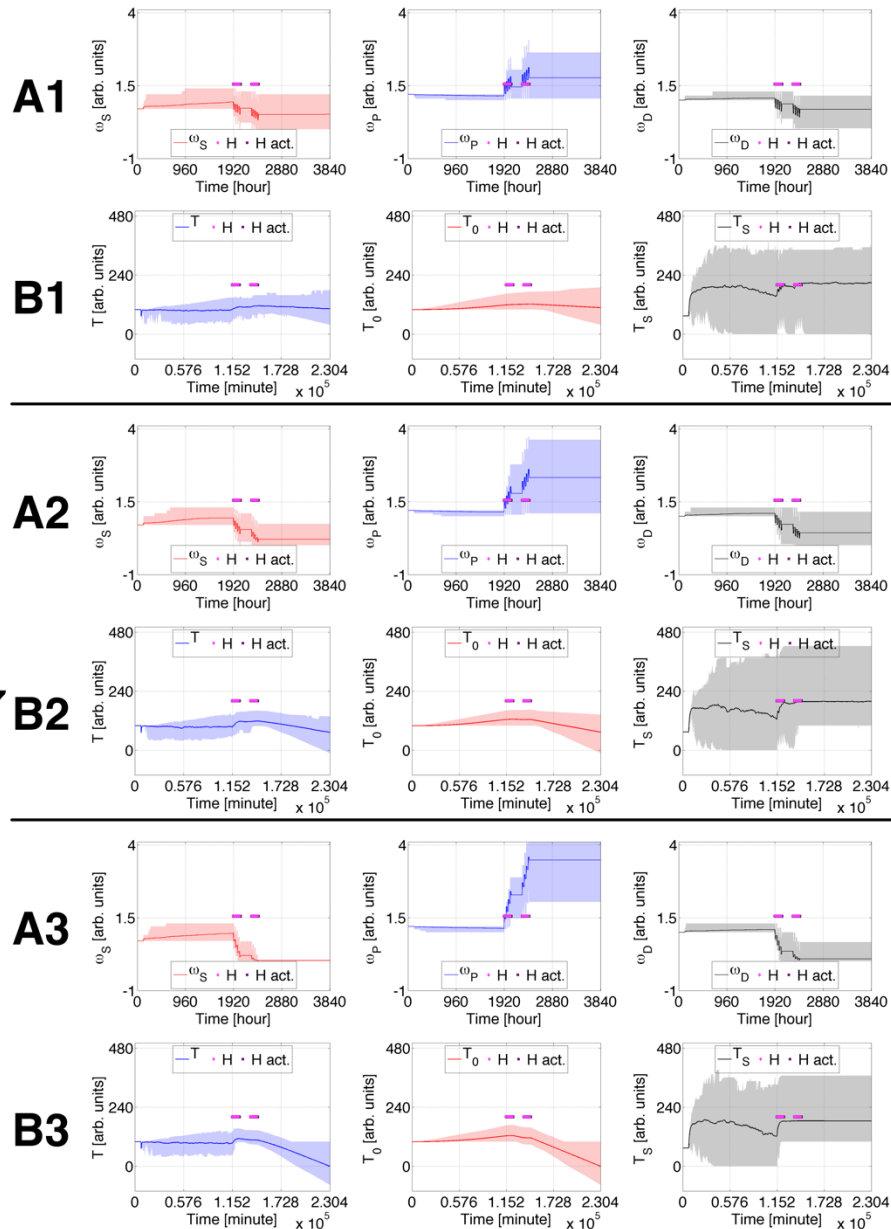 A1
ω_S [arb. units]
4
1.5
-1
ω_S H H act.
0 960 1920 2880 3840
Time [hour]
ω_P [arb. units]
4
1.5
-1
ω_P H H act.
0 960 1920 2880 3840
Time [hour]
ω_D [arb. units]
4
1.5
-1
ω_D H H act.
0 960 1920 2880 3840
Time [hour]
B1
T [arb. units]
480
240
0
T H H act.
0 0.576 1.152 1.728 2.304
Time [minute] x 10^5
T_0 [arb. units]
480
240
0
T_0 H H act.
0 0.576 1.152 1.728 2.304
Time [minute] x 10^5
T_S [arb. units]
480
240
0
T_S H H act.
0 0.576 1.152 1.728 2.304
Time [minute] x 10^5
A2
ω_S [arb. units]
4
1.5
-1
ω_S H H act.
0 960 1920 2880 3840
Time [hour]
ω_P [arb. units]
4
1.5
-1
ω_P H H act.
0 960 1920 2880 3840
Time [hour]
ω_D [arb. units]
4
1.5
-1
ω_D H H act.
0 960 1920 2880 3840
Time [hour]
B2
T [arb. units]
480
240
0
T H H act.
0 0.576 1.152 1.728 2.304
Time [minute] x 10^5
T_0 [arb. units]
480
240
0
T_0 H H act.
0 0.576 1.152 1.728 2.304
Time [minute] x 10^5
T_S [arb. units]
480
240
0
T_S H H act.
0 0.576 1.152 1.728 2.304
Time [minute] x 10^5
A3
ω_S [arb. units]
4
1.5
-1
ω_S H H act.
0 960 1920 2880 3840
Time [hour]
ω_P [arb. units]
4
1.5
-1
ω_P H H act.
0 960 1920 2880 3840
Time [hour]
ω_D [arb. units]
4
1.5
-1
ω_D H H act.
0 960 1920 2880 3840
Time [hour]
B3
T [arb. units]
480
240
0
T H H act.
0 0.576 1.152 1.728 2.304
Time [minute] x 10^5
T_0 [arb. units]
480
240
0
T_0 H H act.
0 0.576 1.152 1.728 2.304
Time [minute] x 10^5
T_S [arb. units]
480
240
0
T_S H H act.
0 0.576 1.152 1.728 2.304
Time [minute] x 10^5